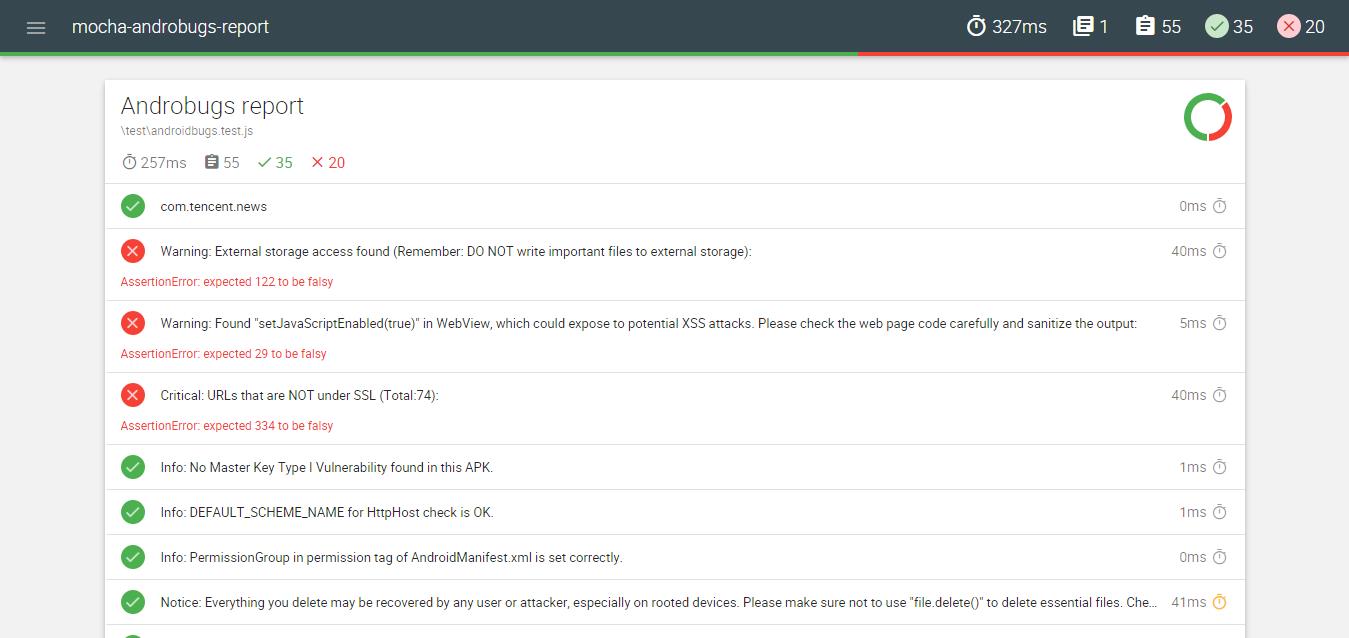 mocha-androbugs-report
327ms 1 55 35 20
Androbugs report
\test\androidbugs.test.js
257ms 55 35 20
com.tencent.news 0ms
Warning: External storage access found (Remember: DO NOT write important files to external storage): 40ms
AssertionError: expected 122 to be falsy
Warning: Found "setJavaScriptEnabled(true)" in WebView, which could expose to potential XSS attacks. Please check the web page code carefully and sanitize the output: 5ms
AssertionError: expected 29 to be falsy
Critical: URLs that are NOT under SSL (Total:74): 40ms
AssertionError: expected 334 to be falsy
Info: No Master Key Type I Vulnerability found in this APK. 1ms
Info: DEFAULT_SCHEME_NAME for HttpHost check is OK. 1ms
Info: PermissionGroup in permission tag of AndroidManifest.xml is set correctly. 0ms
Notice: Everything you delete may be recovered by any user or attacker, especially on rooted devices. Please make sure not to use "file.delete()" to delete essential files. Che... 41ms